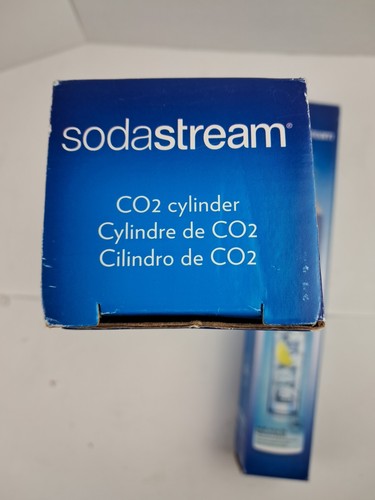 sodastream®
CO2 cylinder
Cylindre de CO2
Cilindro de CO2